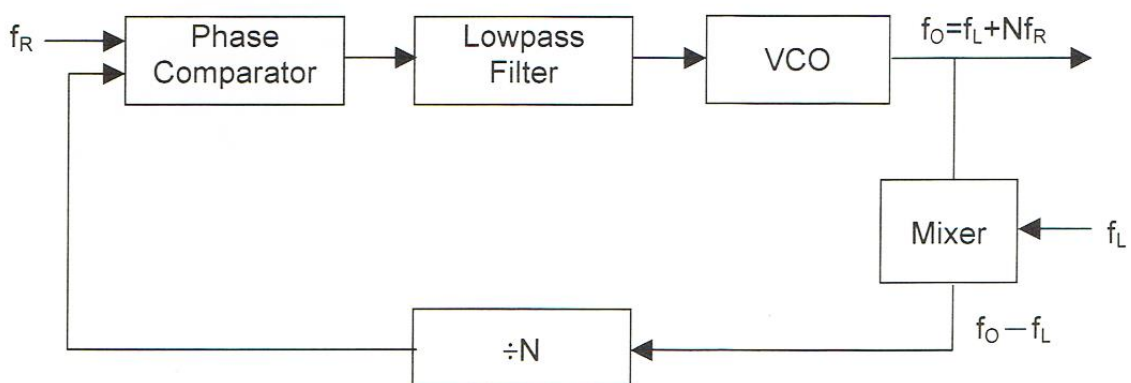 f_R
Phase
Comparator
Lowpass
Filter
VCO
f_O=f_L+Nf_R
Mixer
f_L
f_O – f_L
÷N